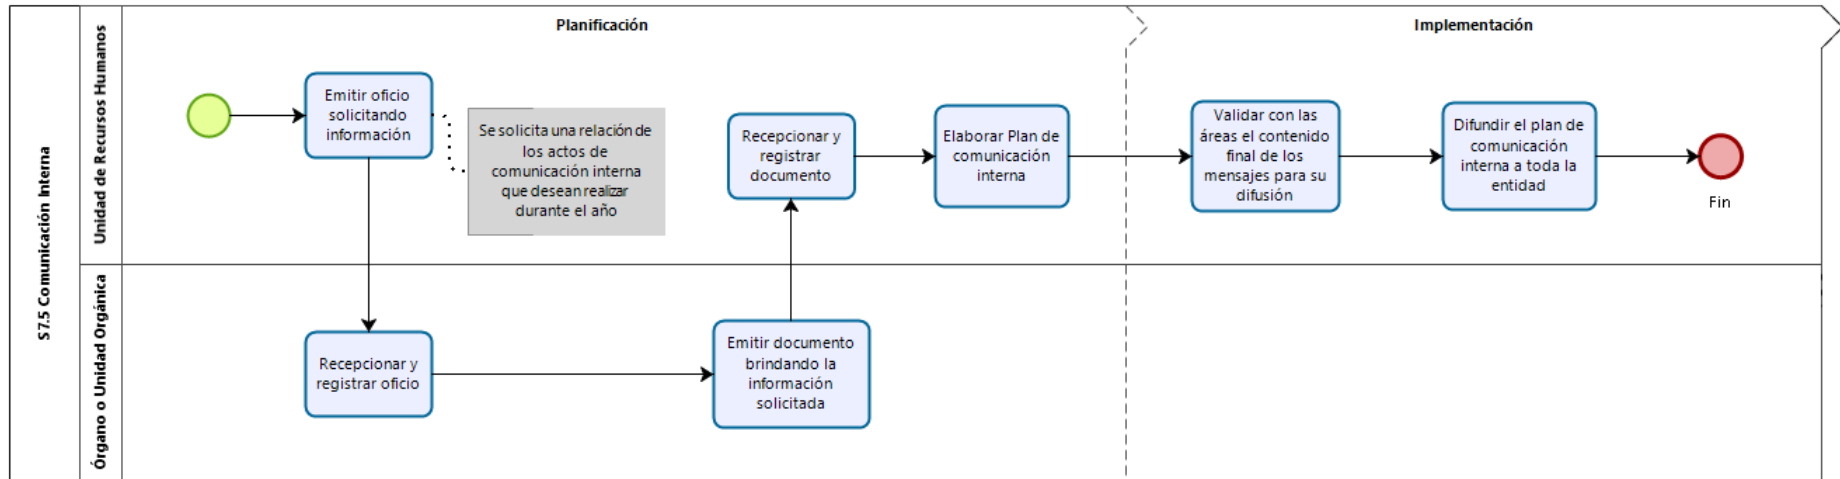 Planificación
Implementación
S7.5 Comunicación Interna
Unidad de Recursos Humanos
Emitir oficio
solicitando
información
Se solicita una relación de
los actos de
comunicación interna
que desean realizar
durante el año
Recepcionar y
registrar
documento
Elaborar Plan de
comunicación
interna
Validar con las
áreas el contenido
final de los
mensajes para su
difusión
Difundir el plan de
comunicación
interna a toda la
entidad
Fin
Órgano o Unidad Orgánica
Recepcionar y
registrar oficio
Emitir documento
brindando la
información
solicitada